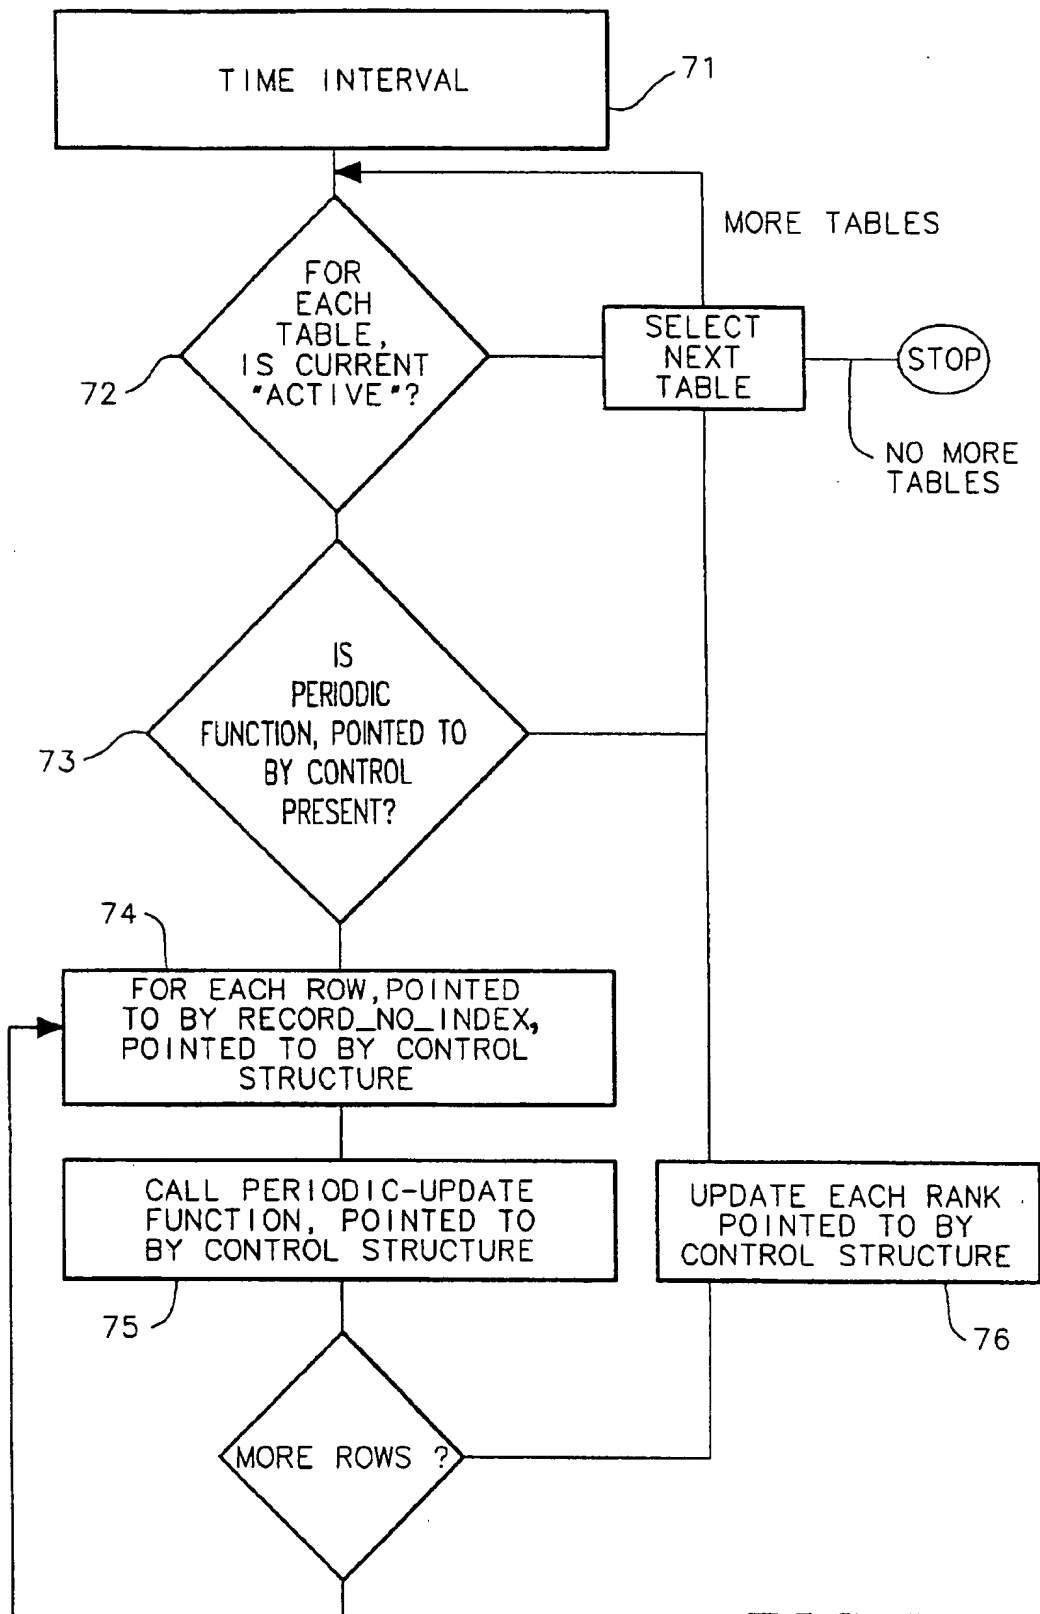 TIME INTERVAL
71
MORE TABLES
FOR
EACH
TABLE,
IS CURRENT
"ACTIVE"?
72
SELECT
NEXT
TABLE
STOP
NO MORE
TABLES
IS
PERIODIC
FUNCTION, POINTED TO
BY CONTROL
PRESENT?
73
74
FOR EACH ROW, POINTED
TO BY RECORD_NO_INDEX,
POINTED TO BY CONTROL
STRUCTURE
CALL PERIODIC-UPDATE
FUNCTION, POINTED TO
BY CONTROL STRUCTURE
75
UPDATE EACH RANK
POINTED TO BY
CONTROL STRUCTURE
76
MORE ROWS ?